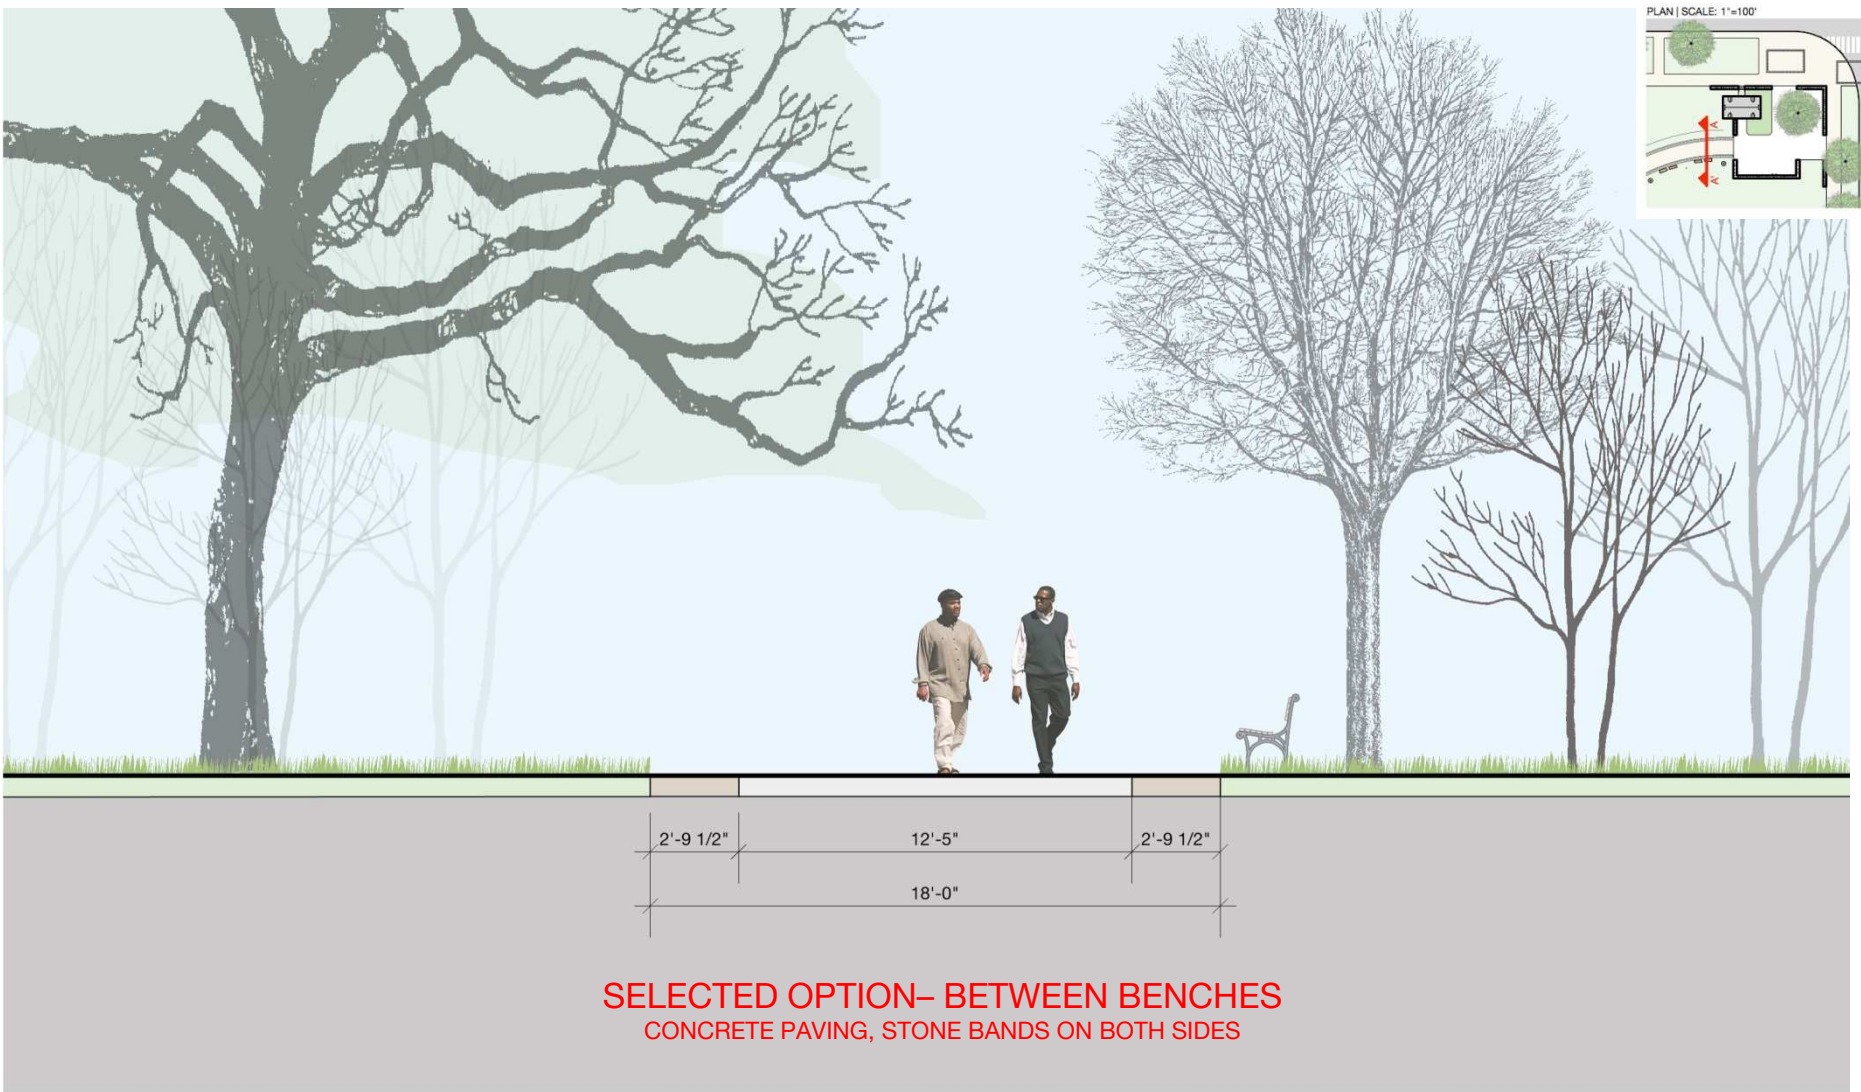 PLAN | SCALE: 1"=100'
A
A'
2'-9 1/2" 12'-5" 2'-9 1/2"
18'-0"
SELECTED OPTION– BETWEEN BENCHES
CONCRETE PAVING, STONE BANDS ON BOTH SIDES